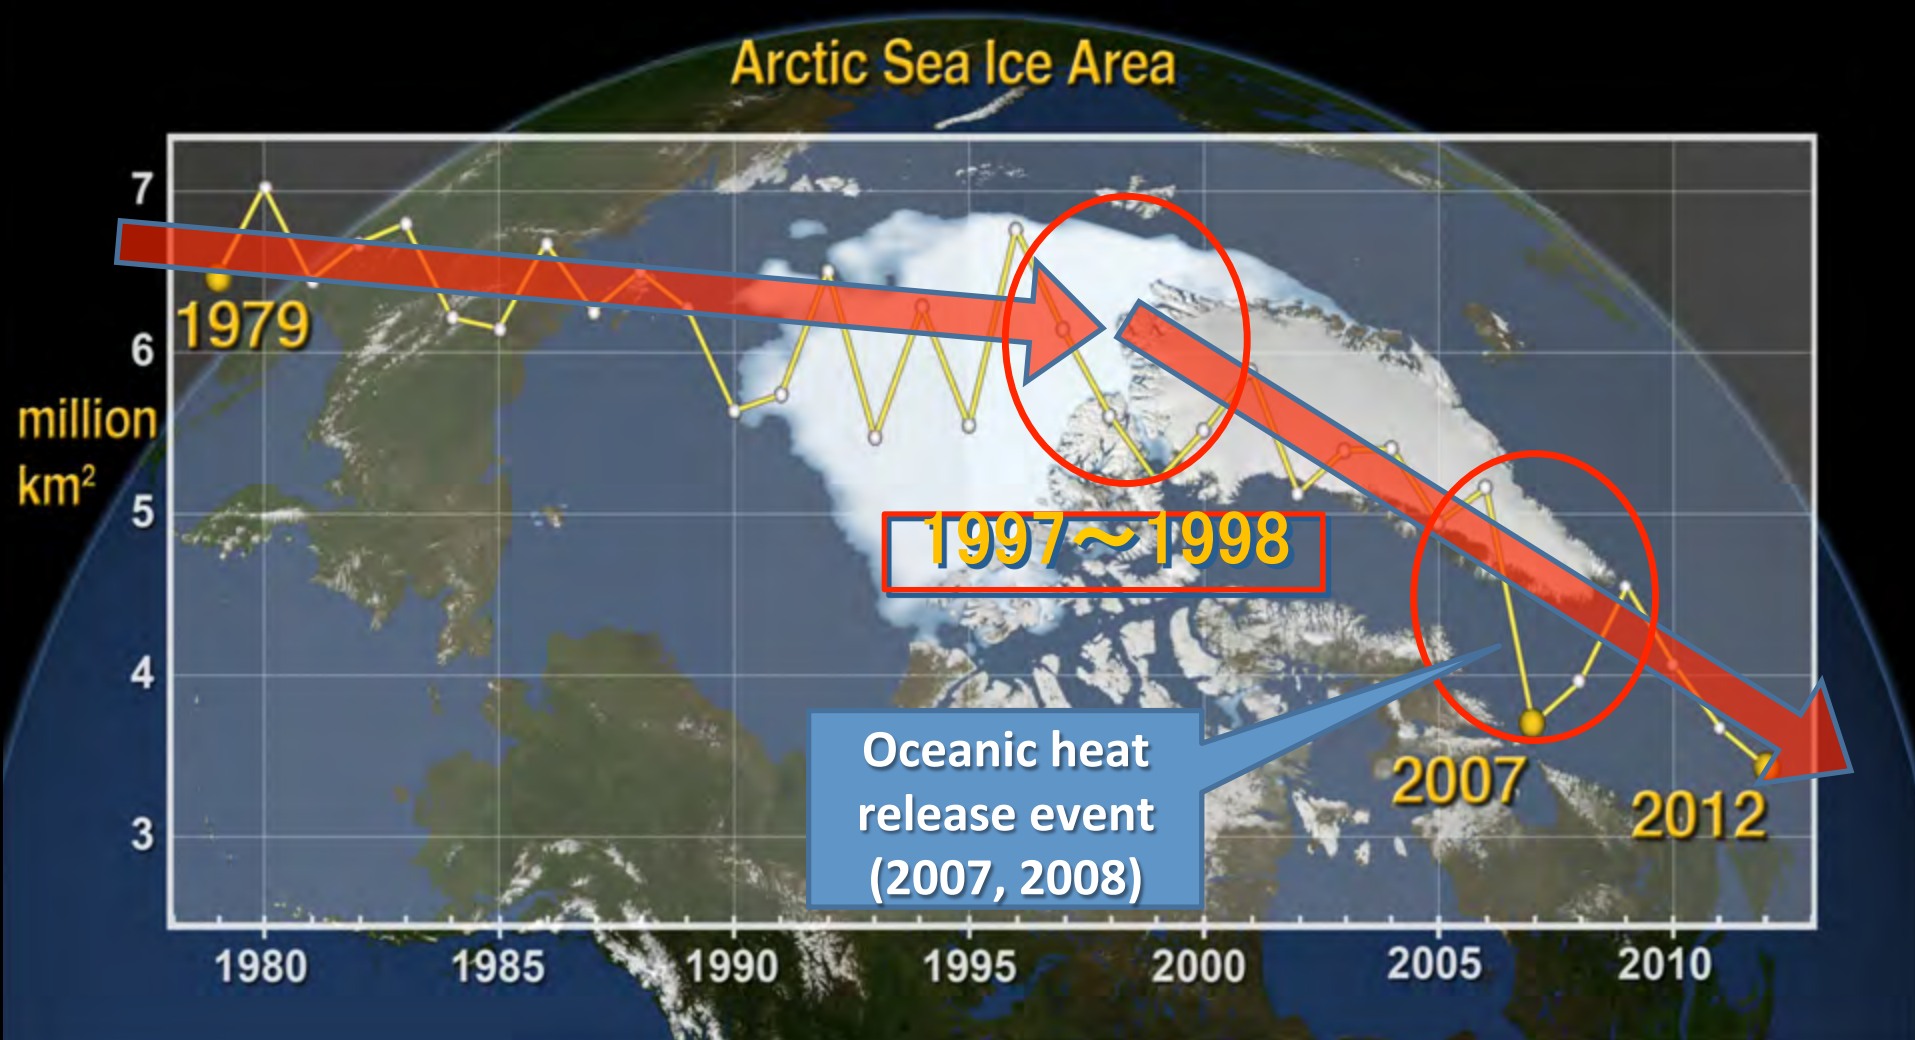 Arctic Sea Ice Area
7
1979
6
million
km²
5
1997～1998
4
Oceanic heat
release event
(2007, 2008)
2007
2012
3
1980 1985 1990 1995 2000 2005 2010